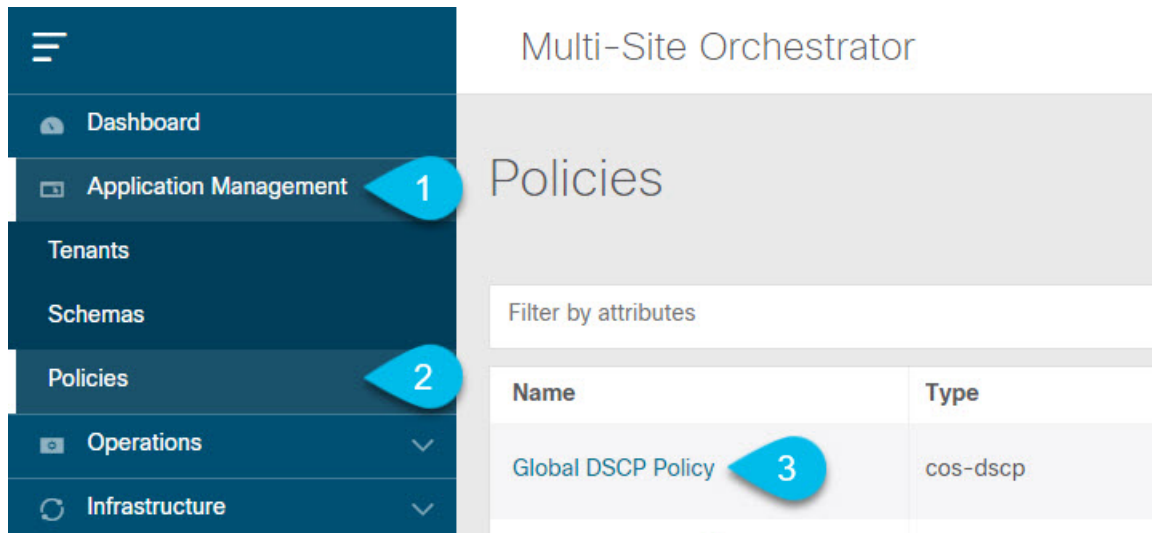 Multi-Site Orchestrator
Dashboard
Application Management 1
Tenants
Schemas
Policies 2
Operations
Infrastructure
Policies
Filter by attributes
Name Type
Global DSCP Policy 3 cos-dscp